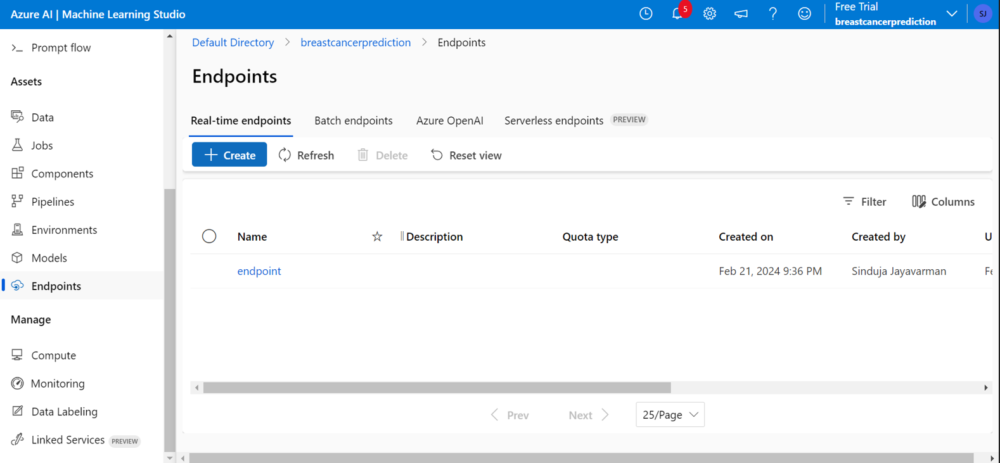 Azure AI | Machine Learning Studio
5
Free Trial
breastcancerprediction
SJ
Prompt flow
Assets
Data
Jobs
Components
Pipelines
Environments
Models
Endpoints
Manage
Compute
Monitoring
Data Labeling
Linked Services PREVIEW
Default Directory > breastcancerprediction > Endpoints
Endpoints
Real-time endpoints Batch endpoints Azure OpenAI Serverless endpoints PREVIEW
Create Refresh Delete Reset view
Filter Columns
Name Description Quota type Created on Created by U
endpoint Feb 21, 2024 9:36 PM Sinduja Jayavarman Fe
Prev Next 25/Page